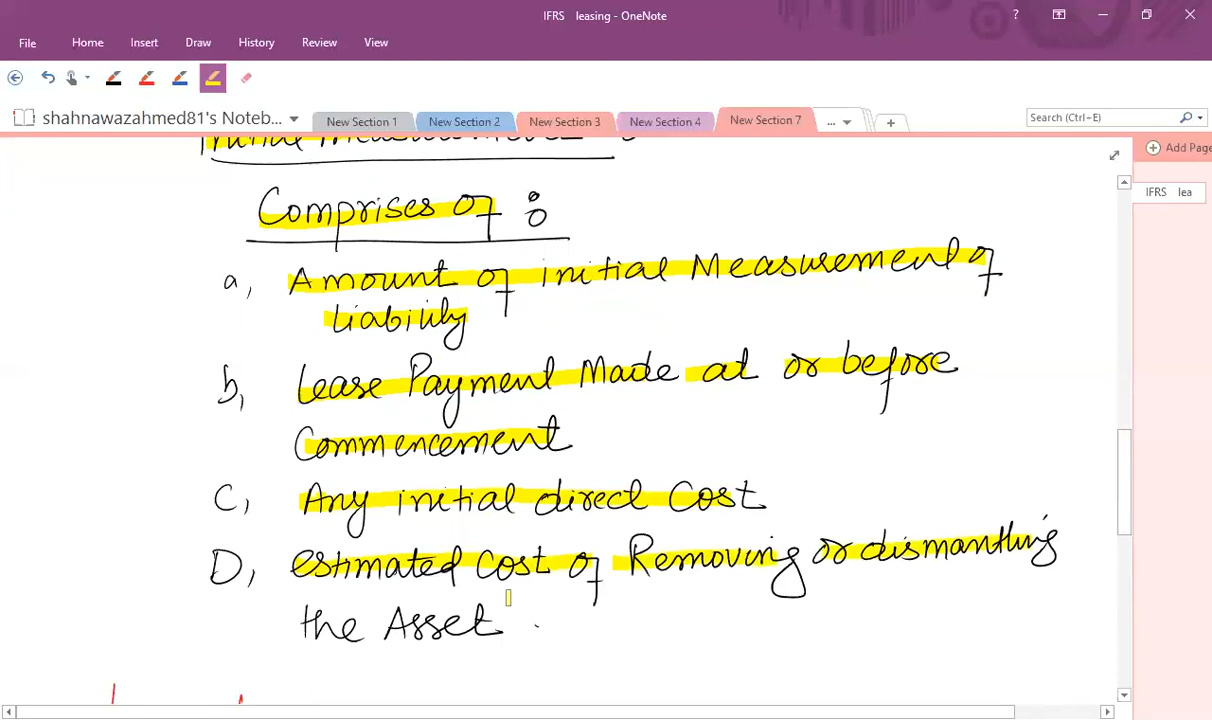 IFRS leasing - OneNote
?
File Home Insert Draw History Review View
shahnawazahmed81's Noteb... New Section 1 New Section 2 New Section 3 New Section 4 New Section 7 ... Search (Ctrl+E)
Add Page
IFRS lea
Initial Measurement
Comprises of :
a, Amount of initial Measurement of
liability
b, Lease Payment Made at or before
Commencement
C, Any initial direct Cost
D, estimated Cost of Removing or dismantling
the Asset .